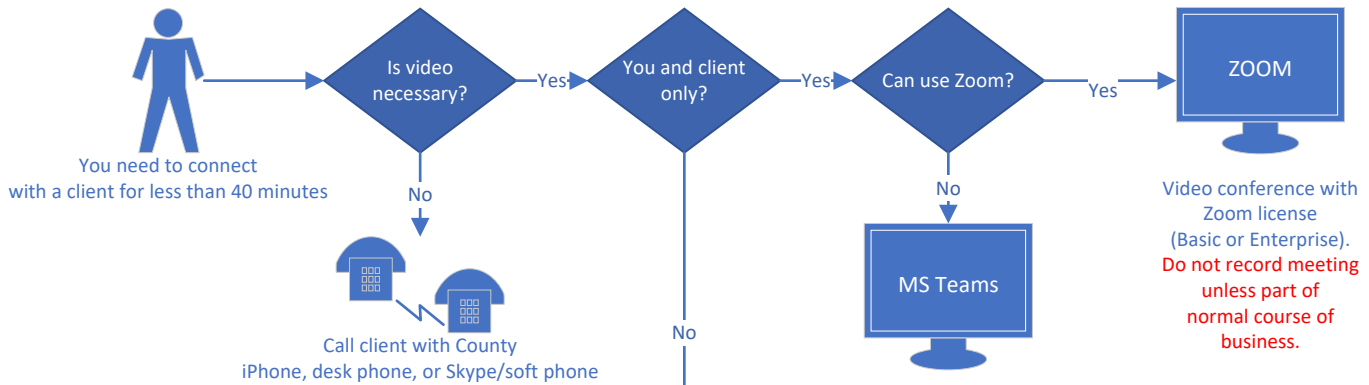 Is video
necessary?
Yes
You and client
only?
Yes
Can use Zoom?
Yes
ZOOM
You need to connect
with a client for less than 40 minutes
No
No
Video conference with
Zoom license
(Basic or Enterprise).
Do not record meeting
unless part of
normal course of
business.
MS Teams
No
Call client with County
iPhone, desk phone, or Skype/soft phone